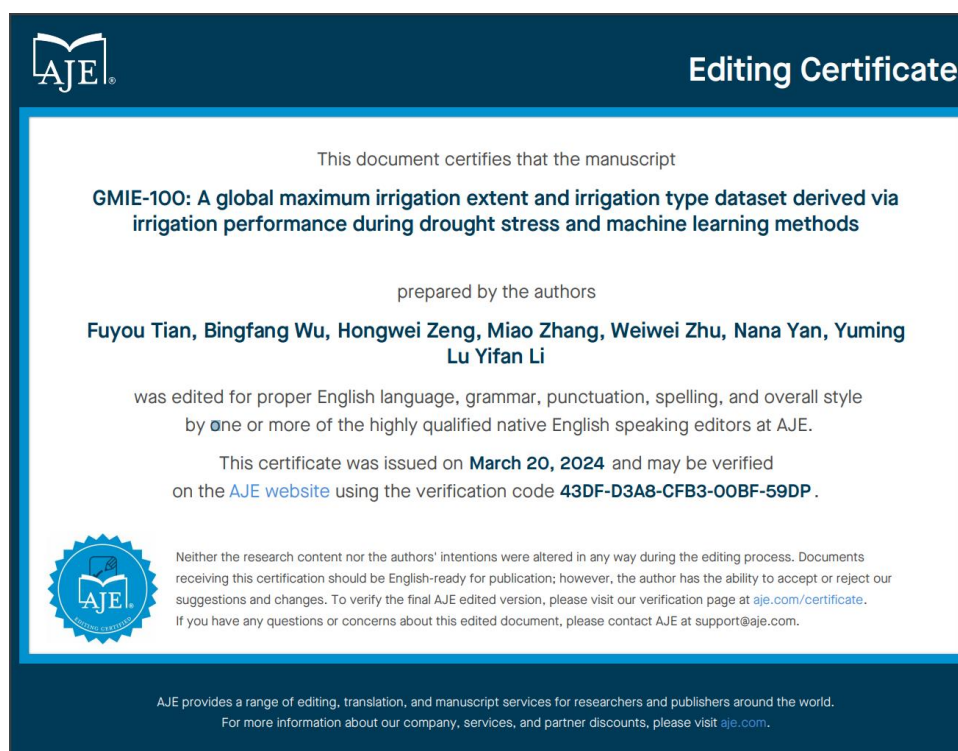 AJE®
Editing Certificate
This document certifies that the manuscript
GMIE-100: A global maximum irrigation extent and irrigation type dataset derived via
irrigation performance during drought stress and machine learning methods
prepared by the authors
Fuyou Tian, Bingfang Wu, Hongwei Zeng, Miao Zhang, Weiwei Zhu, Nana Yan, Yuming
Lu Yifan Li
was edited for proper English language, grammar, punctuation, spelling, and overall style
by one or more of the highly qualified native English speaking editors at AJE.
This certificate was issued on March 20, 2024 and may be verified
on the AJE website using the verification code 43DF-D3A8-CFB3-00BF-59DP.
Neither the research content nor the authors' intentions were altered in any way during the editing process. Documents
receiving this certification should be English-ready for publication; however, the author has the ability to accept or reject our
suggestions and changes. To verify the final AJE edited version, please visit our verification page at aje.com/certificate.
If you have any questions or concerns about this edited document, please contact AJE at support@aje.com.
AJE
EDITING CERTIFIED
AJE provides a range of editing, translation, and manuscript services for researchers and publishers around the world.
For more information about our company, services, and partner discounts, please visit aje.com.